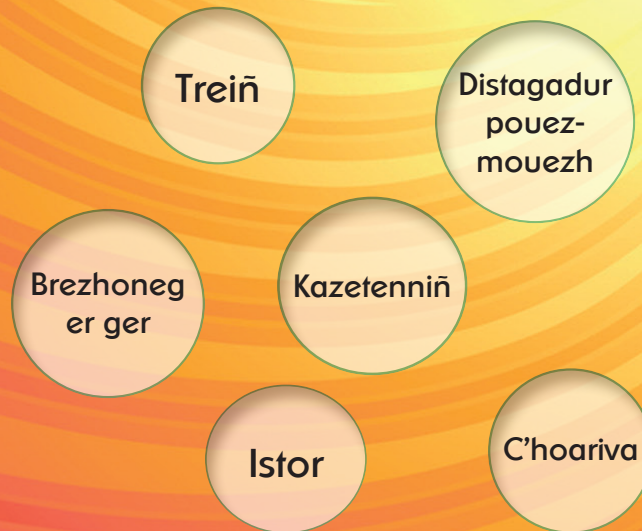 Treiñ
Distagadur
pouez-
mouezh
Brezhoneg
er ger
Kazetenniñ
Istor
C'hoariva